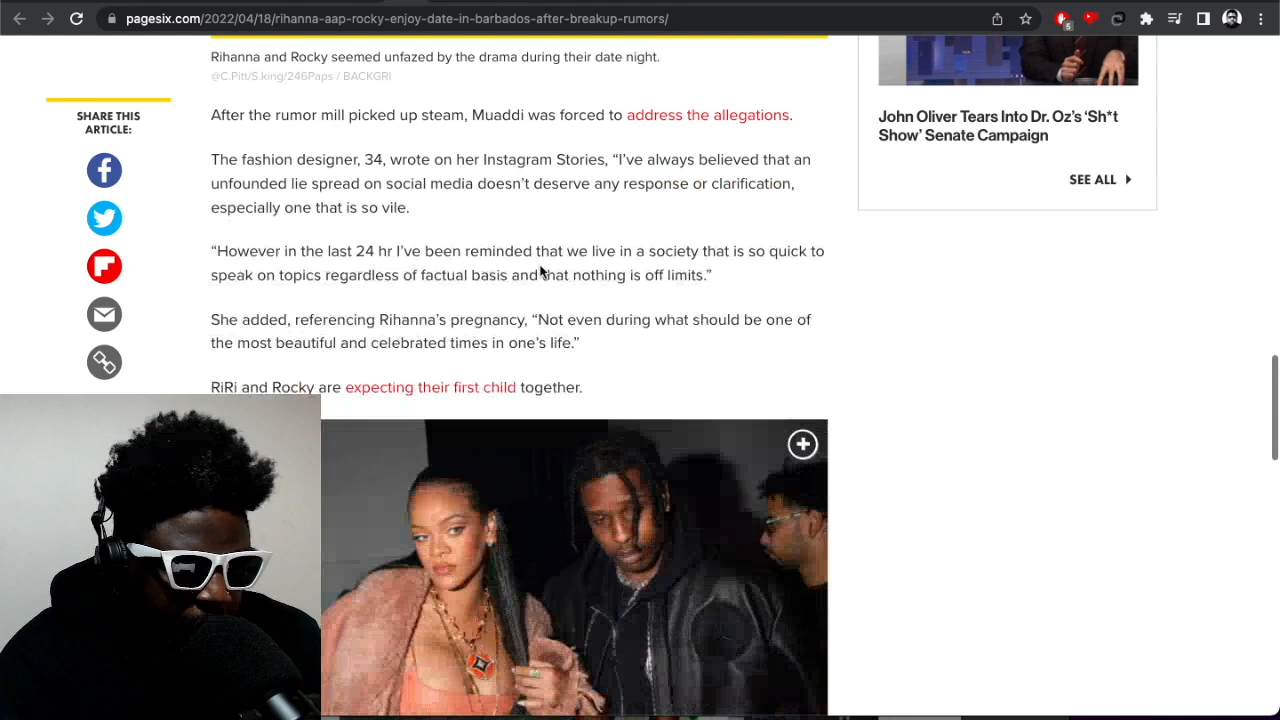 pagesix.com/2022/04/18/rihanna-aap-rocky-enjoy-date-in-barbados-after-breakup-rumors/
5
Rihanna and Rocky seemed unfazed by the drama during their date night.
@C.Pitt/S.king/246Paps / BACKGRI
SHARE THIS
ARTICLE:
After the rumor mill picked up steam, Muaddi was forced to address the allegations.
The fashion designer, 34, wrote on her Instagram Stories, “I’ve always believed that an
unfounded lie spread on social media doesn’t deserve any response or clarification,
especially one that is so vile.
“However in the last 24 hr I’ve been reminded that we live in a society that is so quick to
speak on topics regardless of factual basis and that nothing is off limits.”
She added, referencing Rihanna’s pregnancy, “Not even during what should be one of
the most beautiful and celebrated times in one’s life.”
RiRi and Rocky are expecting their first child together.
John Oliver Tears Into Dr. Oz’s ‘Sh*t
Show’ Senate Campaign
SEE ALL